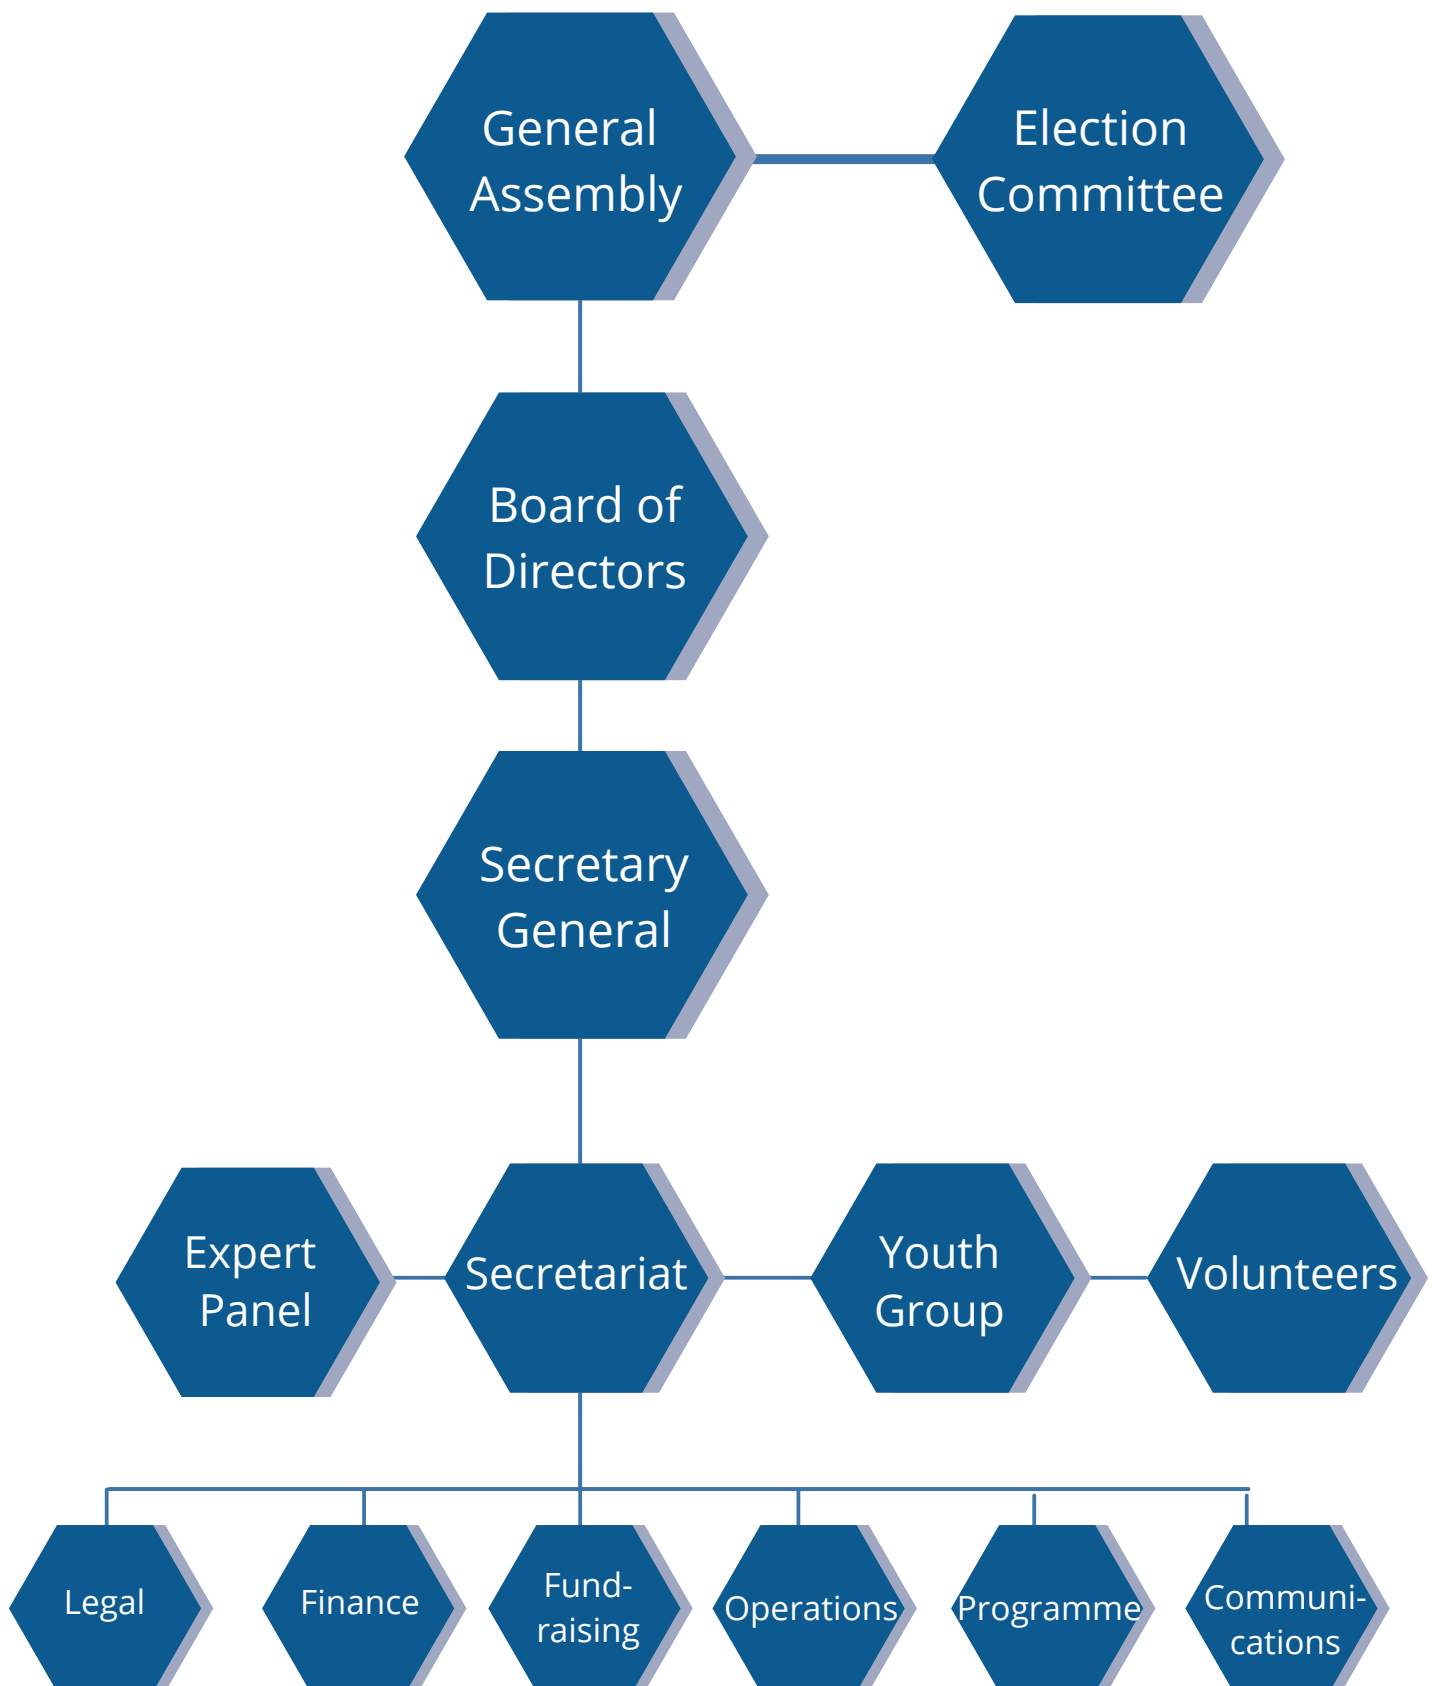 General
Assembly
Election
Committee
Board of
Directors
Secretary
General
Expert
Panel
Secretariat
Youth
Group
Volunteers
Legal
Finance
Fund-
raising
Operations
Programme
Communi-
cations